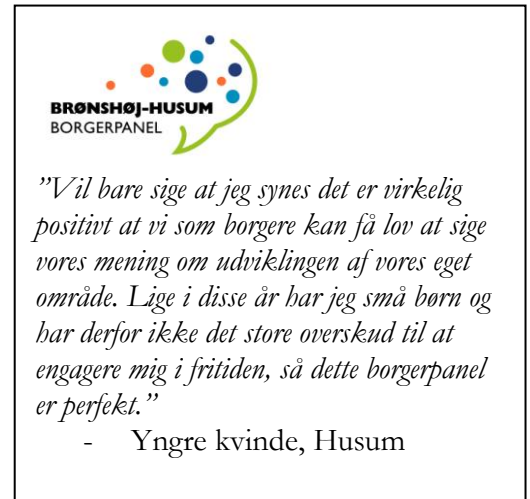 BRØNSHØJ-HUSUM
BORGERPANEL
”Vil bare sige at jeg synes det er virkelig
positivt at vi som borgere kan få lov at sige
vores mening om udviklingen af vores eget
område. Lige i disse år har jeg små børn og
har derfor ikke det store overskud til at
engagere mig i fritiden, så dette borgerpanel
er perfekt.”
- Yngre kvinde, Husum